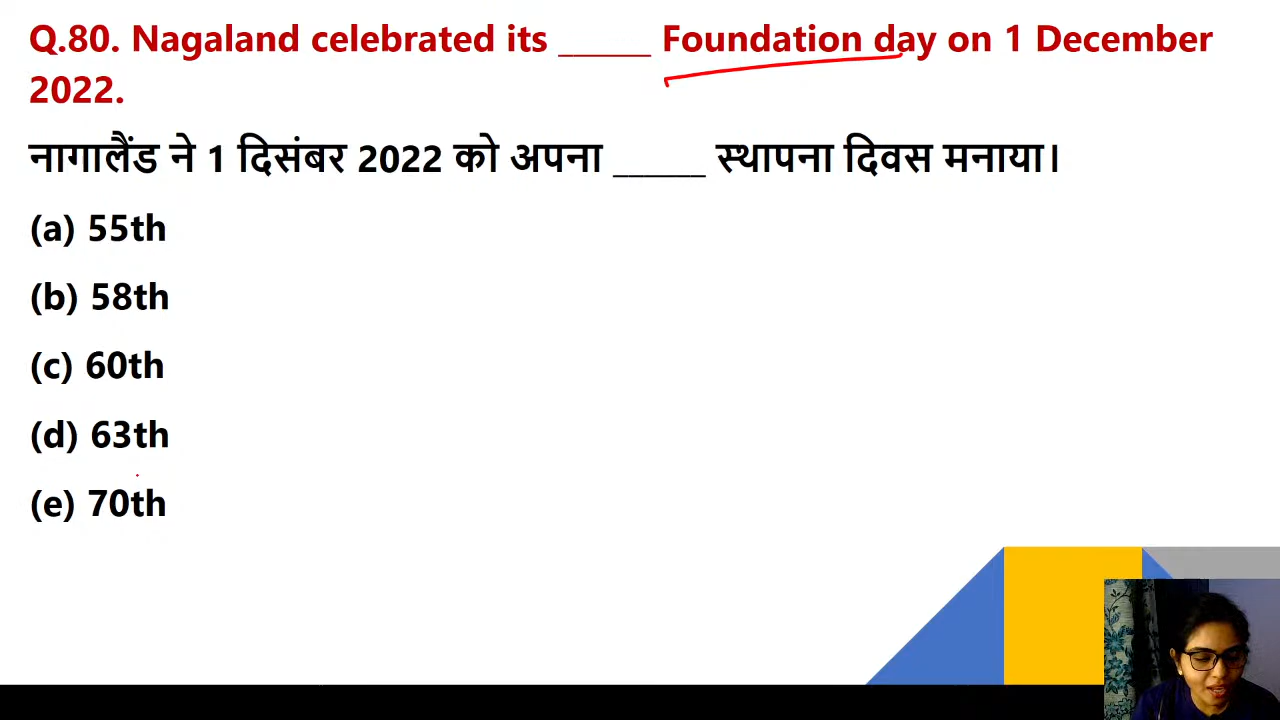 Q.80. Nagaland celebrated its _____ Foundation day on 1 December
2022.
नागालैंड ने 1 दिसंबर 2022 को अपना _____ स्थापना दिवस मनाया।
(a) 55th
(b) 58th
(c) 60th
(d) 63th
(e) 70th